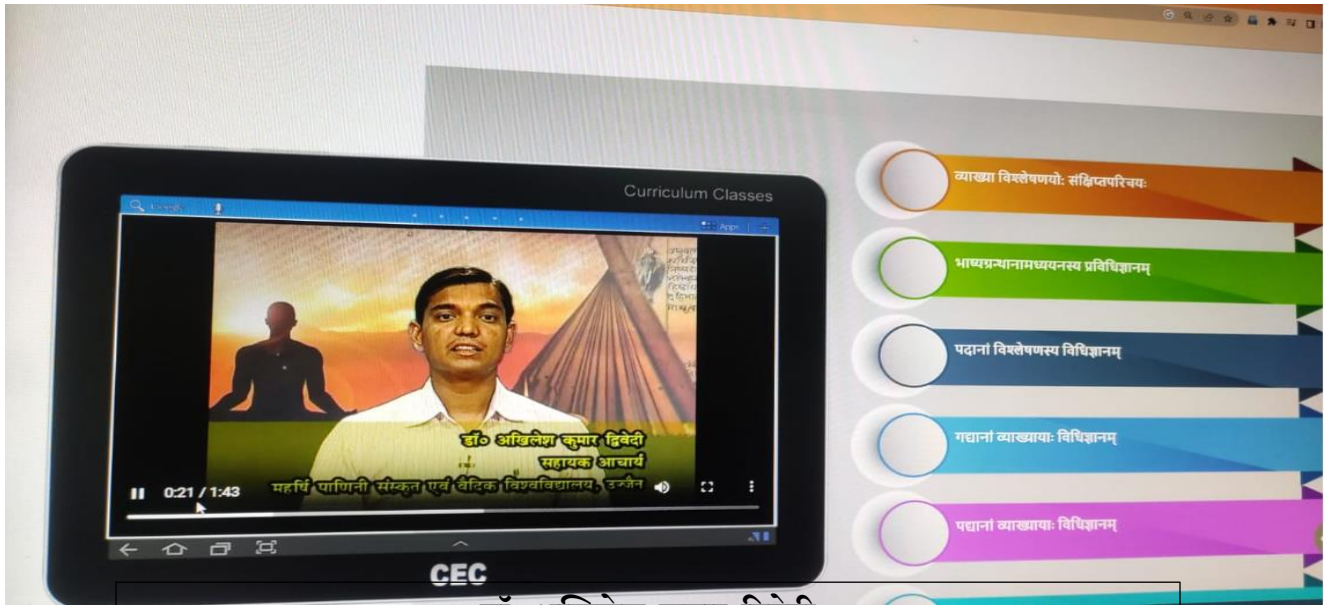 Curriculum Classes
Apps
डॉ० अखिलेश कुमार द्विवेदी
सहायक आचार्य
महर्षि पाणिनी संस्कृत एवं वैदिक विश्वविद्यालय, उज्जैन
0:21 / 1:43
CEC
व्याख्या विश्लेषणयो: संक्षिप्तपरिचयः
भाष्यग्रन्थानामध्ययनस्य प्रविधिज्ञानम्
पदानां विश्लेषणस्य विधिज्ञानम्
गद्यानां व्याख्यायाः विधिज्ञानम्
पद्यानां व्याख्यायाः विधिज्ञानम्